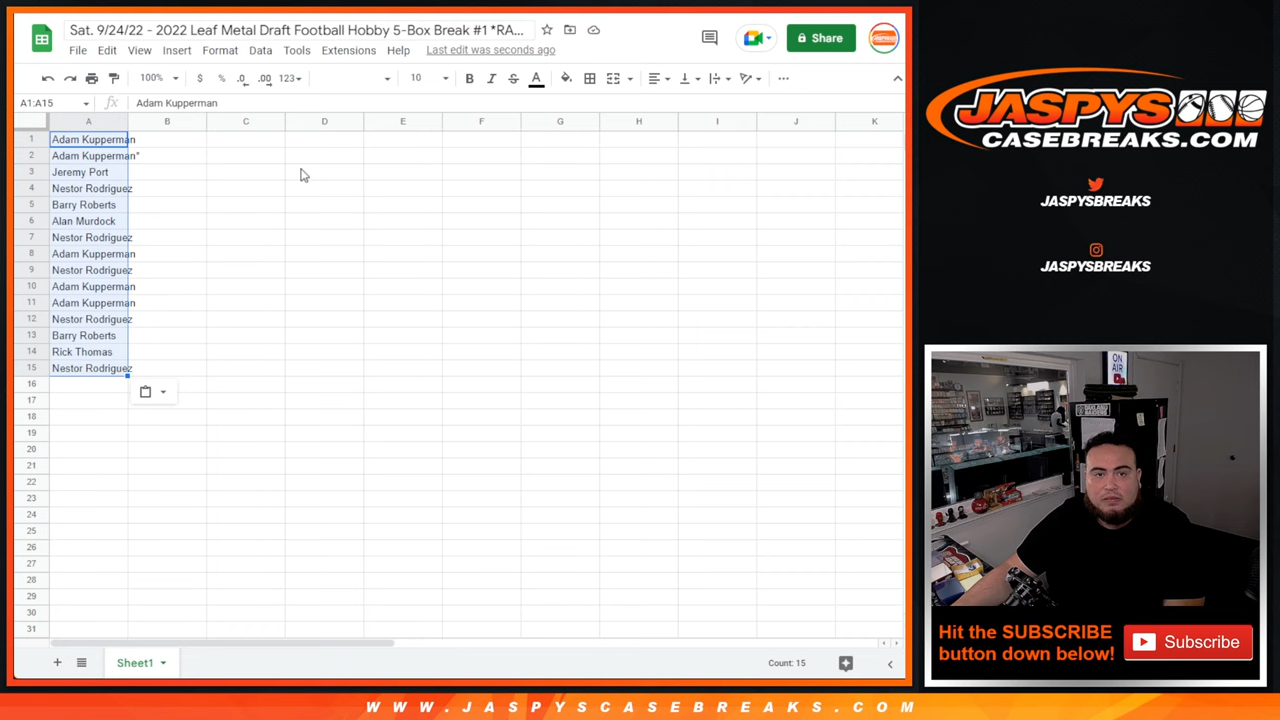 Sat. 9/24/22 - 2022 Leaf Metal Draft Football Hobby 5-Box Break #1 *RA...
File Edit View Format Data Tools Extensions Help Last edit was seconds ago
Share
100% $ % .0 .00 123 10 B I S A
A1:A15 fx Adam Kupperman
A B C D E F G H I J K
1 Adam Kupperman
2 Adam Kupperman*
3 Jeremy Port
4 Nestor Rodriguez
5 Barry Roberts
6 Alan Murdock
7 Nestor Rodriguez
8 Adam Kupperman
9 Nestor Rodriguez
10 Adam Kupperman
11 Adam Kupperman
12 Nestor Rodriguez
13 Barry Roberts
14 Rick Thomas
15 Nestor Rodriguez
16
17
18
19
20
21
22
23
24
25
26
27
28
29
30
31
Sheet1
Count: 15
JASPYS
CASEBREAKS.COM
JASPYSBREAKS
JASPYSBREAKS
ON
AIR
Hit the SUBSCRIBE
button down below!
Subscribe
WWW.JASPYSCASEBREAKS.COM